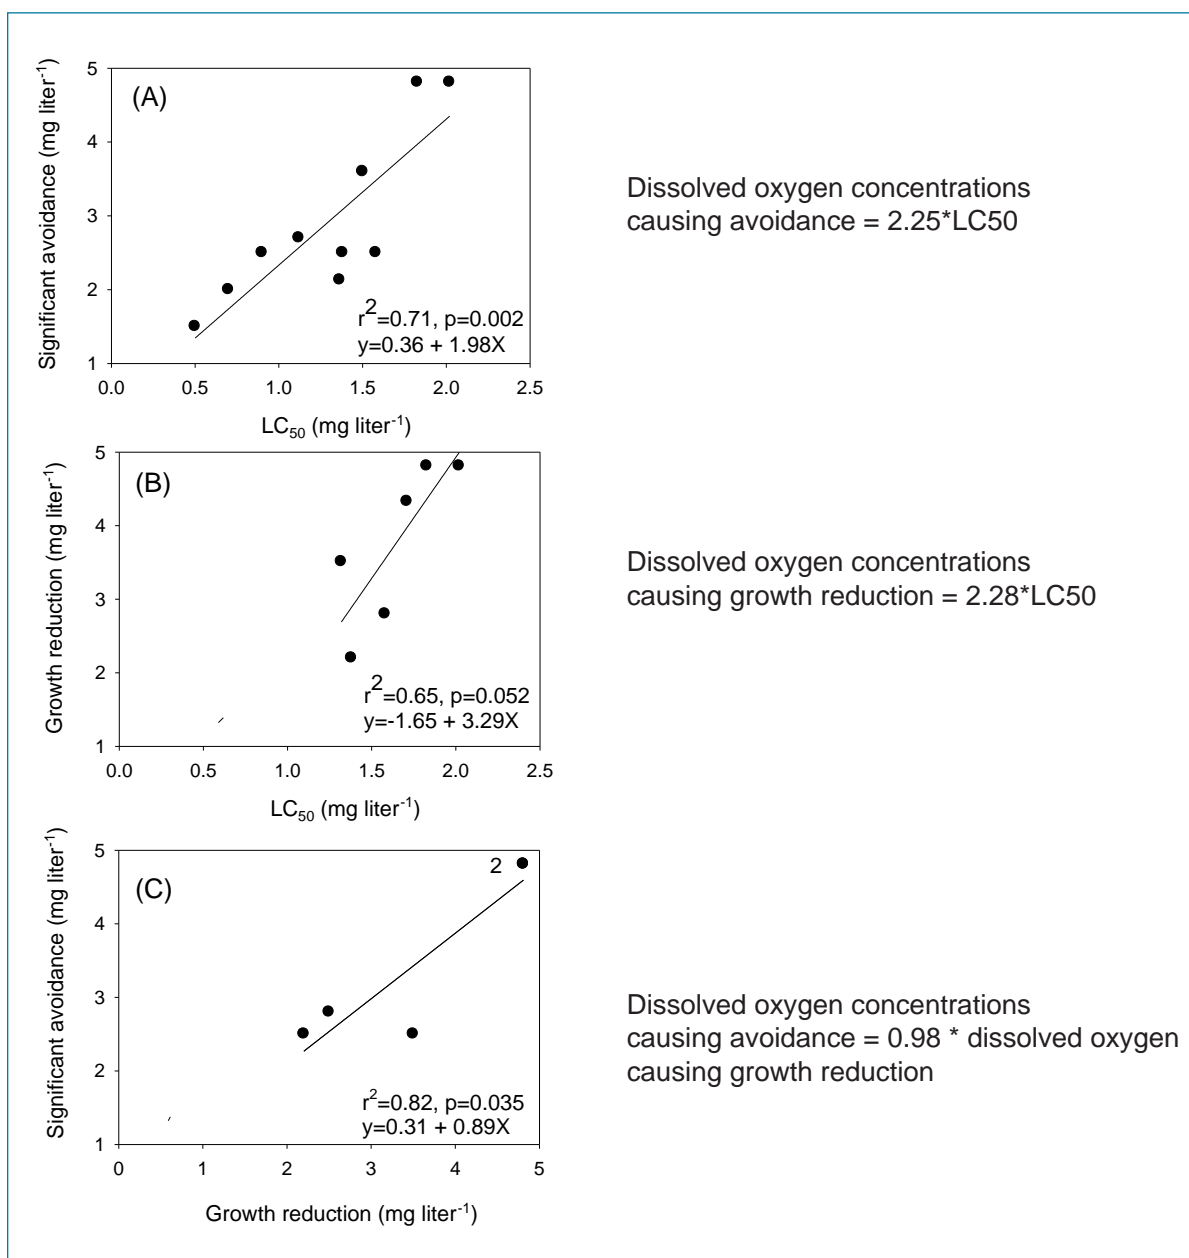 (A)
Significant avoidance (mg liter⁻¹)
5
4
3
2
1
r²=0.71, p=0.002
y=0.36 + 1.98X
0.0 0.5 1.0 1.5 2.0 2.5
LC₅₀ (mg liter⁻¹)
Dissolved oxygen concentrations
causing avoidance = 2.25*LC50
(B)
Growth reduction (mg liter⁻¹)
5
4
3
2
1
r²=0.65, p=0.052
y=-1.65 + 3.29X
0.0 0.5 1.0 1.5 2.0 2.5
LC₅₀ (mg liter⁻¹)
Dissolved oxygen concentrations
causing growth reduction = 2.28*LC50
(C)
Significant avoidance (mg liter⁻¹)
5
4
3
2
1
2
r²=0.82, p=0.035
y=0.31 + 0.89X
0 1 2 3 4 5
Growth reduction (mg liter⁻¹)
Dissolved oxygen concentrations
causing avoidance = 0.98 * dissolved oxygen
causing growth reduction